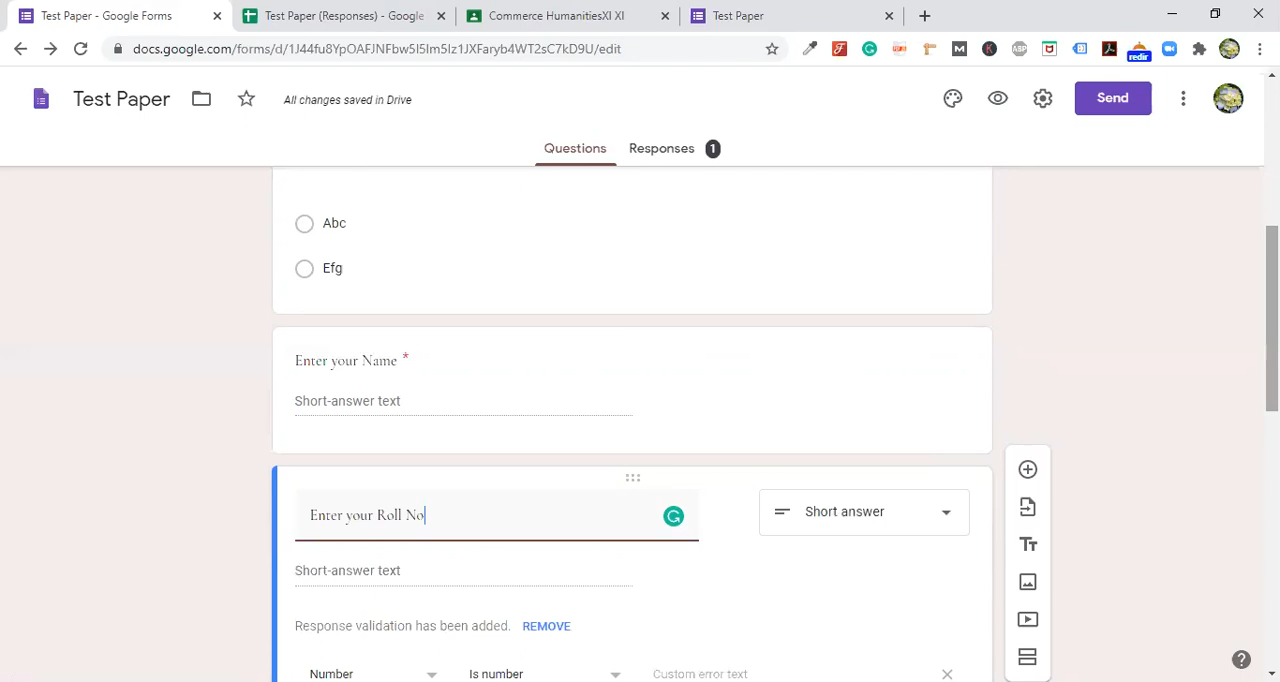 Test Paper - Google Forms
Test Paper (Responses) - Google
Commerce HumanitiesXI XI
Test Paper
docs.google.com/forms/d/1J44fu8YpOAFJNFbw5I5Im5Iz1JXFaryb4WT2sC7kD9U/edit
ABP
redir
Test Paper
All changes saved in Drive
Send
Questions
Responses 1
Abc
Efg
Enter your Name *
Short-answer text
Enter your Roll No
Short answer
Short-answer text
Response validation has been added. REMOVE
Number
Is number
Custom error text